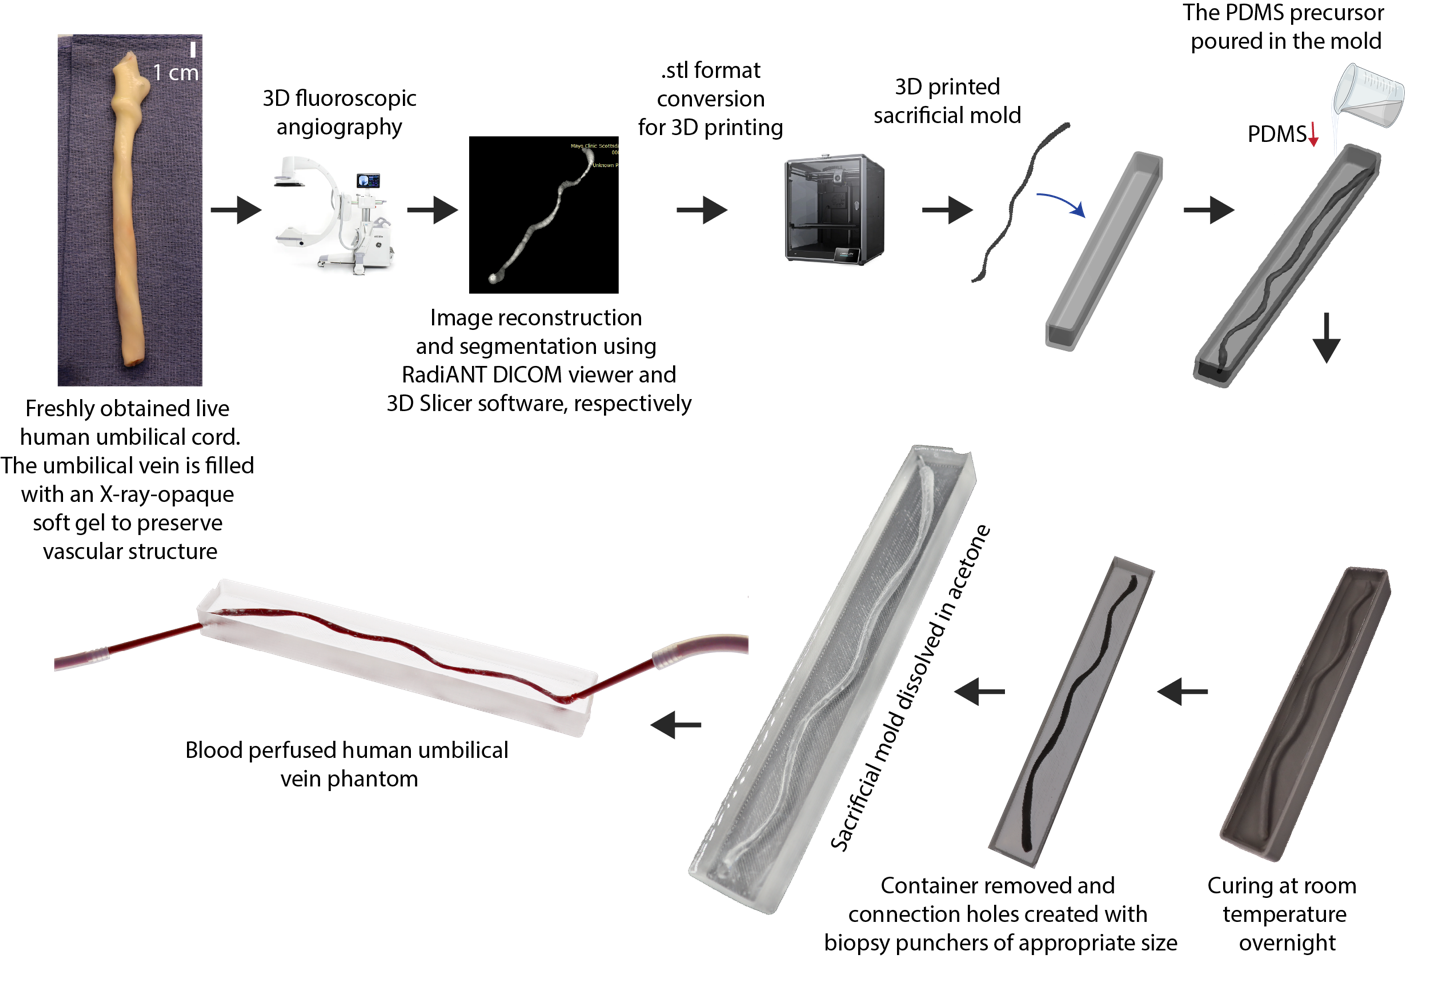 1 cm
Freshly obtained live
human umbilical cord.
The umbilical vein is filled
with an X-ray-opaque
soft gel to preserve
vascular structure
3D fluoroscopic
angiography
Mayo Clinic Scottsda
Unknown P
Image reconstruction
and segmentation using
RadiANT DICOM viewer and
3D Slicer software, respectively
.stl format
conversion
for 3D printing
3D printed
sacrificial mold
The PDMS precursor
poured in the mold
PDMS
Curing at room
temperature
overnight
Container removed and
connection holes created with
biopsy punchers of appropriate size
Sacrificial mold dissolved in acetone
Blood perfused human umbilical
vein phantom